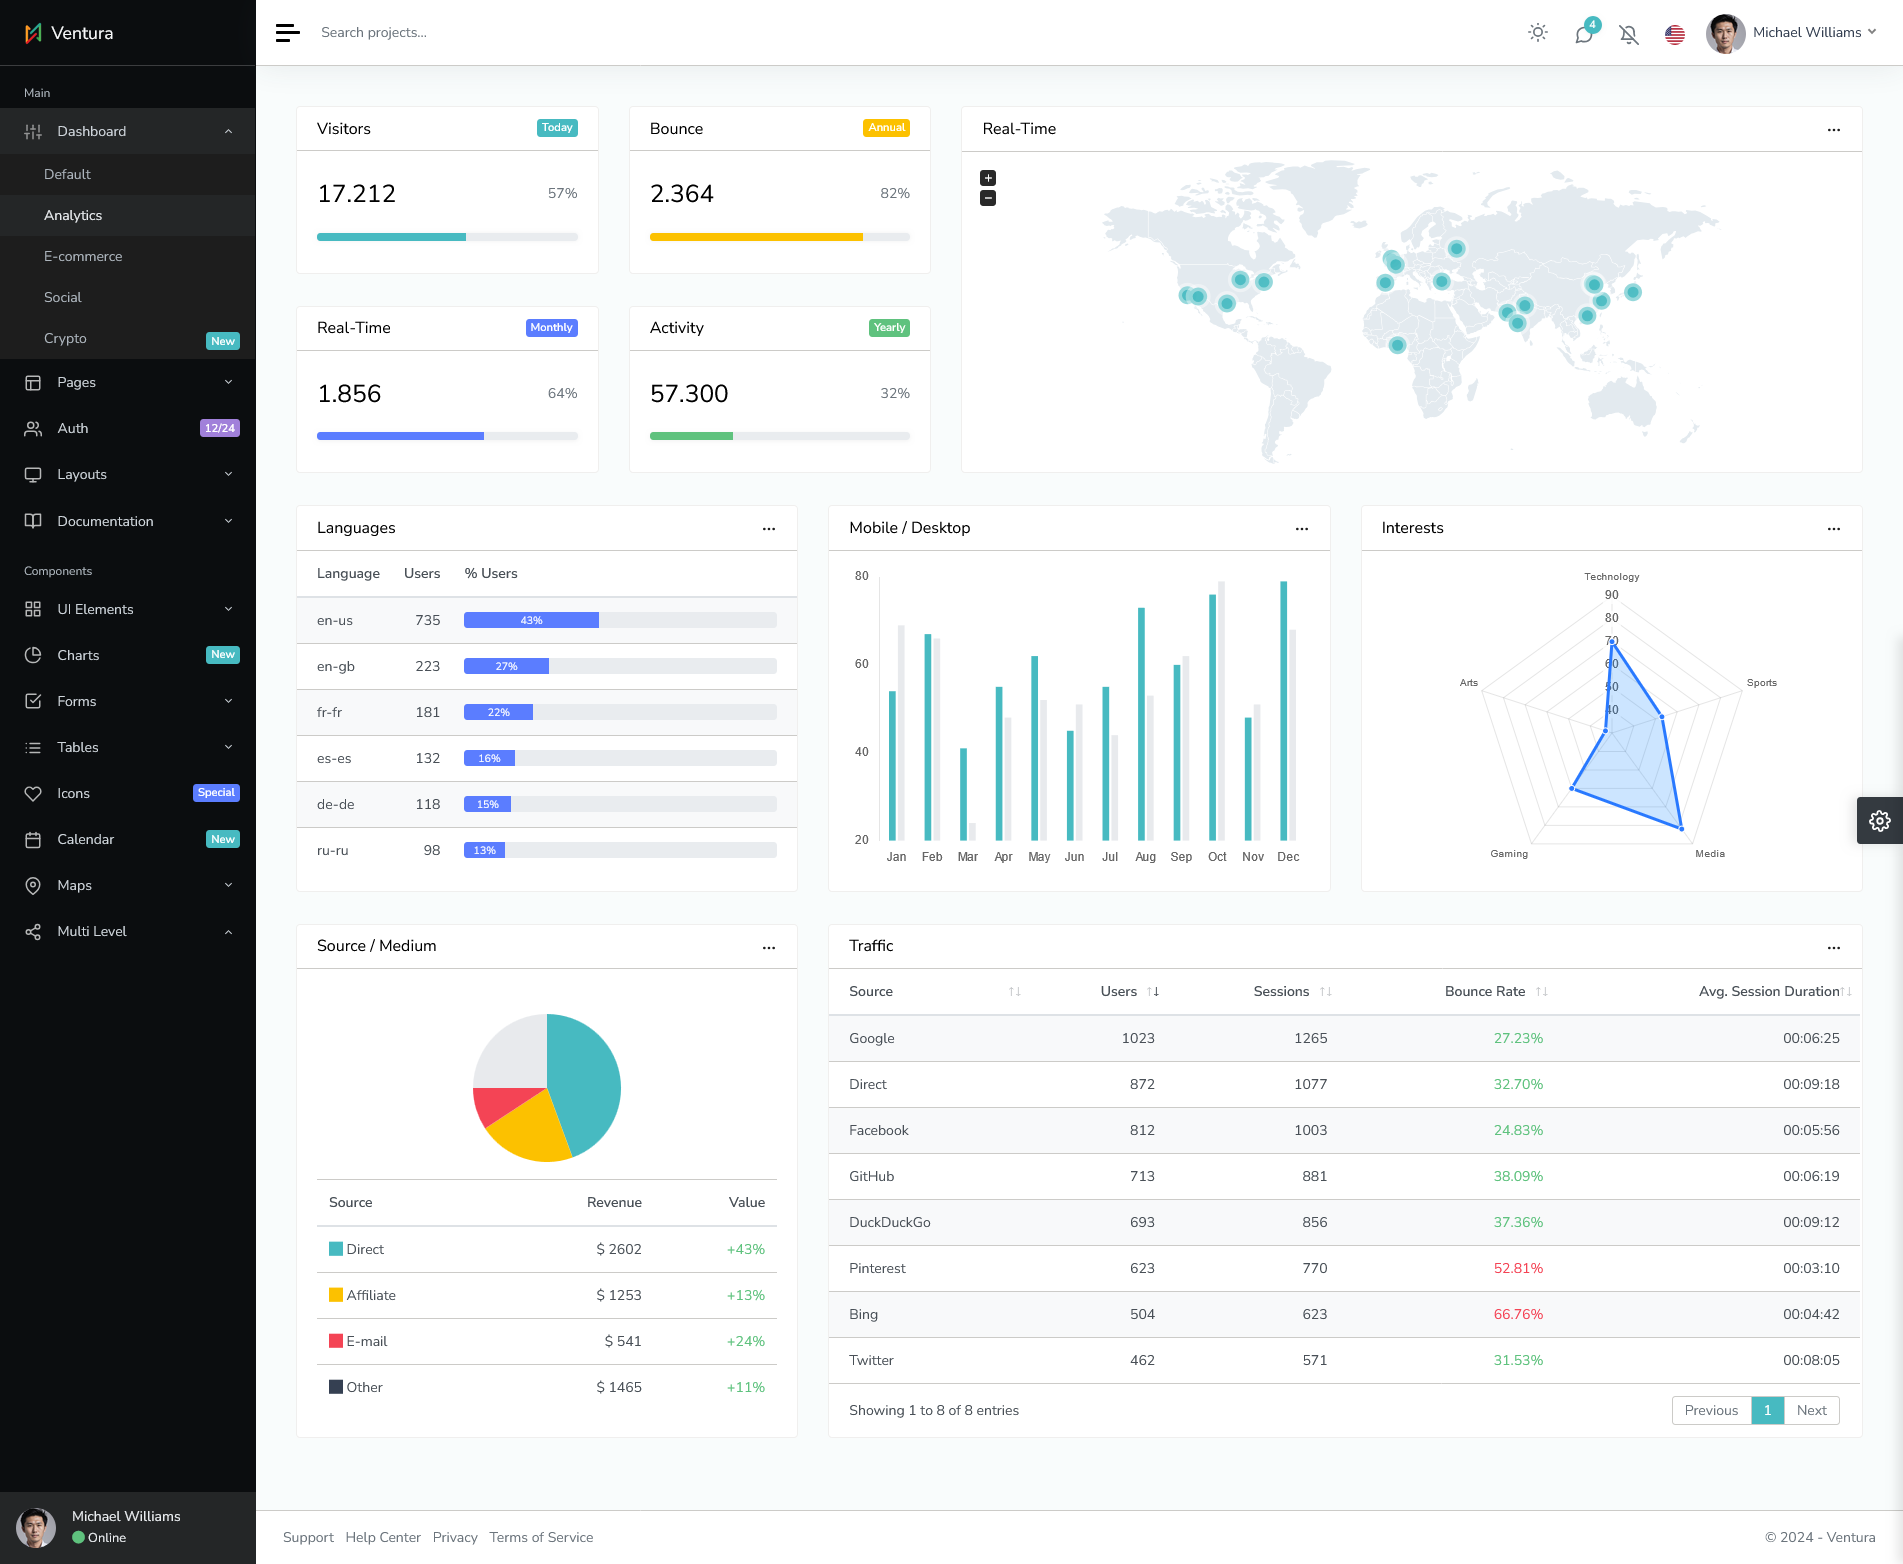 Ventura
Main
Dashboard
Default
Analytics
E-commerce
Social
Crypto New
Pages
Auth 12/24
Layouts
Documentation
Components
UI Elements
Charts New
Forms
Tables
Icons Special
Calendar New
Maps
Multi Level
Michael Williams
Online
Search projects...
4
Michael Williams
Visitors Today
17.212 57%
Bounce Annual
2.364 82%
Real-Time Monthly
1.856 64%
Activity Yearly
57.300 32%
Real-Time
+
−
Languages
Language Users % Users
en-us 735 43%
en-gb 223 27%
fr-fr 181 22%
es-es 132 16%
de-de 118 15%
ru-ru 98 13%
Mobile / Desktop
80
60
40
20
Jan Feb Mar Apr May Jun Jul Aug Sep Oct Nov Dec
Interests
Technology
90
80
70
60
50
40
Arts Sports
Gaming Media
Source / Medium
Source Revenue Value
Direct $ 2602 +43%
Affiliate $ 1253 +13%
E-mail $ 541 +24%
Other $ 1465 +11%
Traffic
Source Users Sessions Bounce Rate Avg. Session Duration
Google 1023 1265 27.23% 00:06:25
Direct 872 1077 32.70% 00:09:18
Facebook 812 1003 24.83% 00:05:56
GitHub 713 881 38.09% 00:06:19
DuckDuckGo 693 856 37.36% 00:09:12
Pinterest 623 770 52.81% 00:03:10
Bing 504 623 66.76% 00:04:42
Twitter 462 571 31.53% 00:08:05
Showing 1 to 8 of 8 entries
Previous 1 Next
Support Help Center Privacy Terms of Service
© 2024 - Ventura